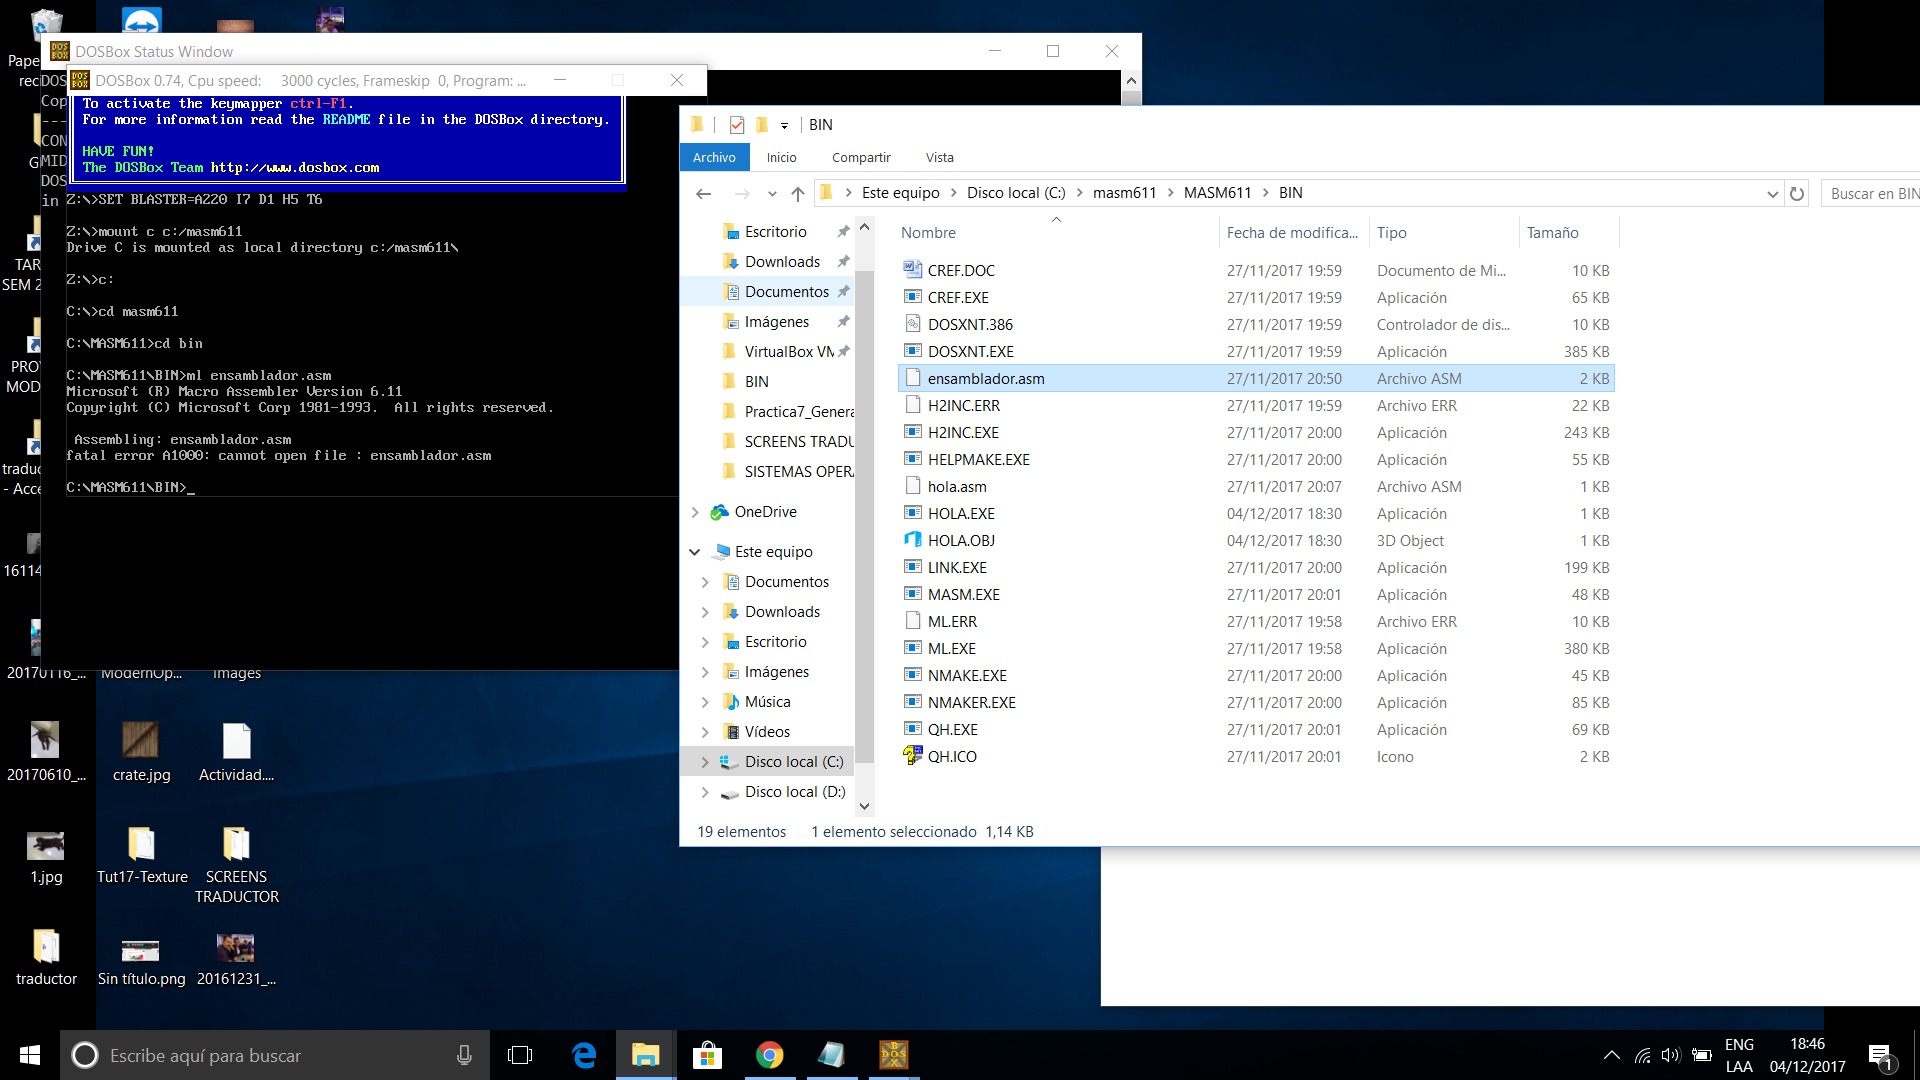 DOSBox Status Window
DOSBox 0.74, Cpu speed: 3000 cycles, Frameskip 0, Program: ...
To activate the keymapper ctrl-F1.
For more information read the README file in the DOSBox directory.
HAVE FUN!
The DOSBox Team http://www.dosbox.com
Z:\>SET BLASTER=A220 I7 D1 H5 T6
Z:\>mount c c:/masm611
Drive C is mounted as local directory c:/masm611\
Z:\>c:
C:\>cd masm611
C:\MASM611>cd bin
C:\MASM611\BIN>ml ensamblador.asm
Microsoft (R) Macro Assembler Version 6.11
Copyright (C) Microsoft Corp 1981-1993.  All rights reserved.
Assembling: ensamblador.asm
fatal error A1000: cannot open file : ensamblador.asm
C:\MASM611\BIN>_
DOS
Cop
---
CON
MID
DOS
in
BIN
Archivo Inicio Compartir Vista
Este equipo > Disco local (C:) > masm611 > MASM611 > BIN
Buscar en BIN
Escritorio
Downloads
Documentos
Imágenes
VirtualBox VM
BIN
Practica7_Genera
SCREENS TRADU
SISTEMAS OPERA
OneDrive
Este equipo
Documentos
Downloads
Escritorio
Imágenes
Música
Vídeos
Disco local (C:)
Disco local (D:)
Nombre Fecha de modifica... Tipo Tamaño
CREF.DOC 27/11/2017 19:59 Documento de Mi... 10 KB
CREF.EXE 27/11/2017 19:59 Aplicación 65 KB
DOSXNT.386 27/11/2017 19:59 Controlador de dis... 10 KB
DOSXNT.EXE 27/11/2017 19:59 Aplicación 385 KB
ensamblador.asm 27/11/2017 20:50 Archivo ASM 2 KB
H2INC.ERR 27/11/2017 19:59 Archivo ERR 22 KB
H2INC.EXE 27/11/2017 20:00 Aplicación 243 KB
HELPMAKE.EXE 27/11/2017 20:00 Aplicación 55 KB
hola.asm 27/11/2017 20:07 Archivo ASM 1 KB
HOLA.EXE 04/12/2017 18:30 Aplicación 1 KB
HOLA.OBJ 04/12/2017 18:30 3D Object 1 KB
LINK.EXE 27/11/2017 20:00 Aplicación 199 KB
MASM.EXE 27/11/2017 20:01 Aplicación 48 KB
ML.ERR 27/11/2017 19:58 Archivo ERR 10 KB
ML.EXE 27/11/2017 19:58 Aplicación 380 KB
NMAKE.EXE 27/11/2017 20:00 Aplicación 45 KB
NMAKER.EXE 27/11/2017 20:00 Aplicación 85 KB
QH.EXE 27/11/2017 20:01 Aplicación 69 KB
QH.ICO 27/11/2017 20:01 Icono 2 KB
19 elementos 1 elemento seleccionado 1,14 KB
Pape
reci
G
TAR
SEM 2
PRO
MOD
traduc
- Acce
16114
20170116_... ModernOp... Images
20170610_... crate.jpg Actividad....
1.jpg Tut17-Texture SCREENS
TRADUCTOR
traductor Sin título.png 20161231_...
Escribe aquí para buscar
ENG
LAA
18:46
04/12/2017
1